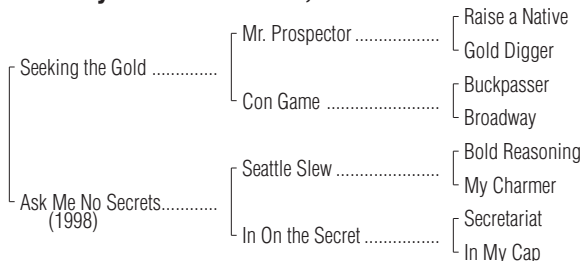 Raise a Native
Mr. Prospector ..................
Gold Digger
Seeking the Gold ..............
Buckpasser
Con Game ........................
Broadway
Bold Reasoning
Seattle Slew ......................
My Charmer
Ask Me No Secrets............
(1998)
Secretariat
In On the Secret ................
In My Cap